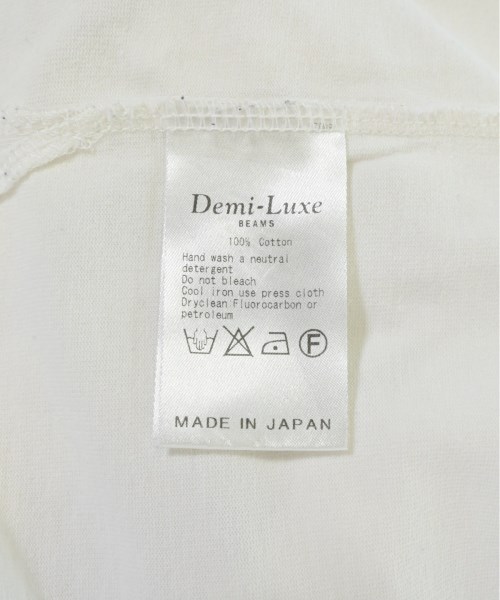 Demi-Luxe
BEAMS
100% Cotton
Hand wash a neutral
detergent
Do not bleach
Cool iron use press cloth
Dryclean Fluorocarbon or
petroleum
F
MADE IN JAPAN